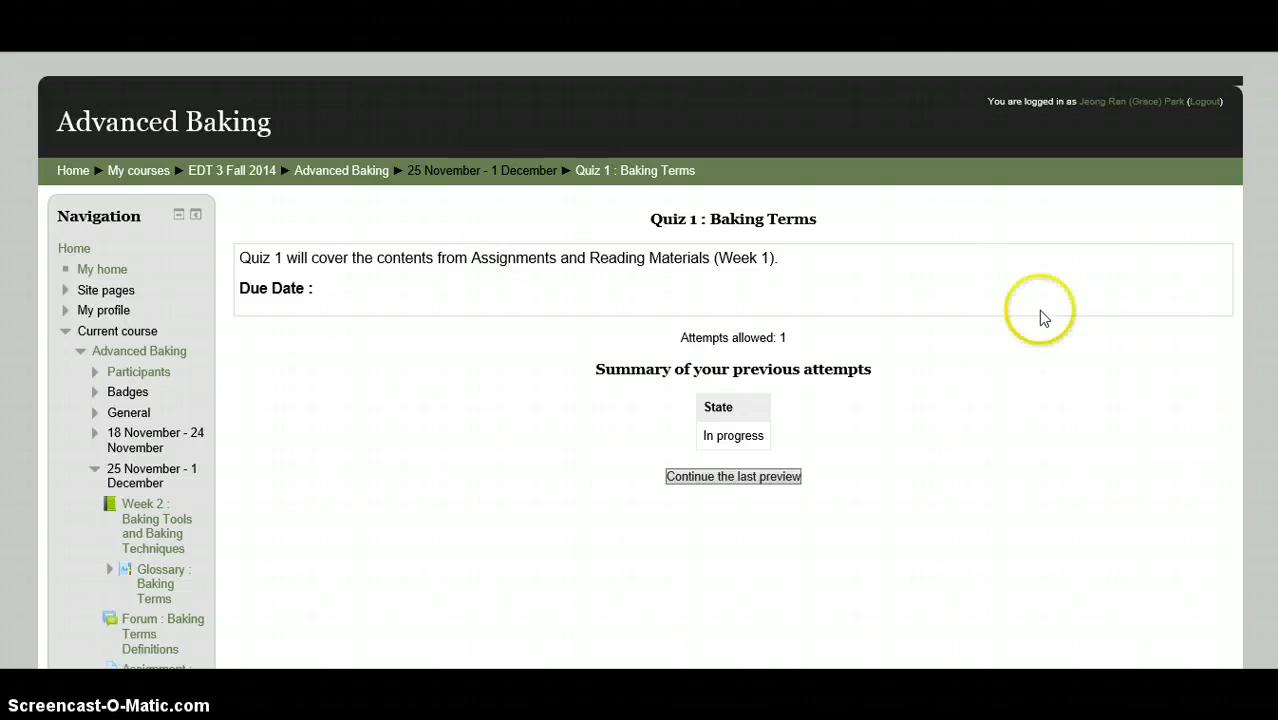 You are logged in as Jeong Ran (Grace) Park (Logout)
Advanced Baking
Home ► My courses ► EDT 3 Fall 2014 ► Advanced Baking ► 25 November - 1 December ► Quiz 1 : Baking Terms
Navigation
Home
My home
Site pages
My profile
Current course
Advanced Baking
Participants
Badges
General
18 November - 24
November
25 November - 1
December
Week 2 :
Baking Tools
and Baking
Techniques
Glossary :
Baking
Terms
Forum : Baking
Terms
Definitions
Assignment :
Quiz 1 : Baking Terms
Quiz 1 will cover the contents from Assignments and Reading Materials (Week 1).
Due Date :
Attempts allowed: 1
Summary of your previous attempts
State
In progress
Continue the last preview
Screencast-O-Matic.com